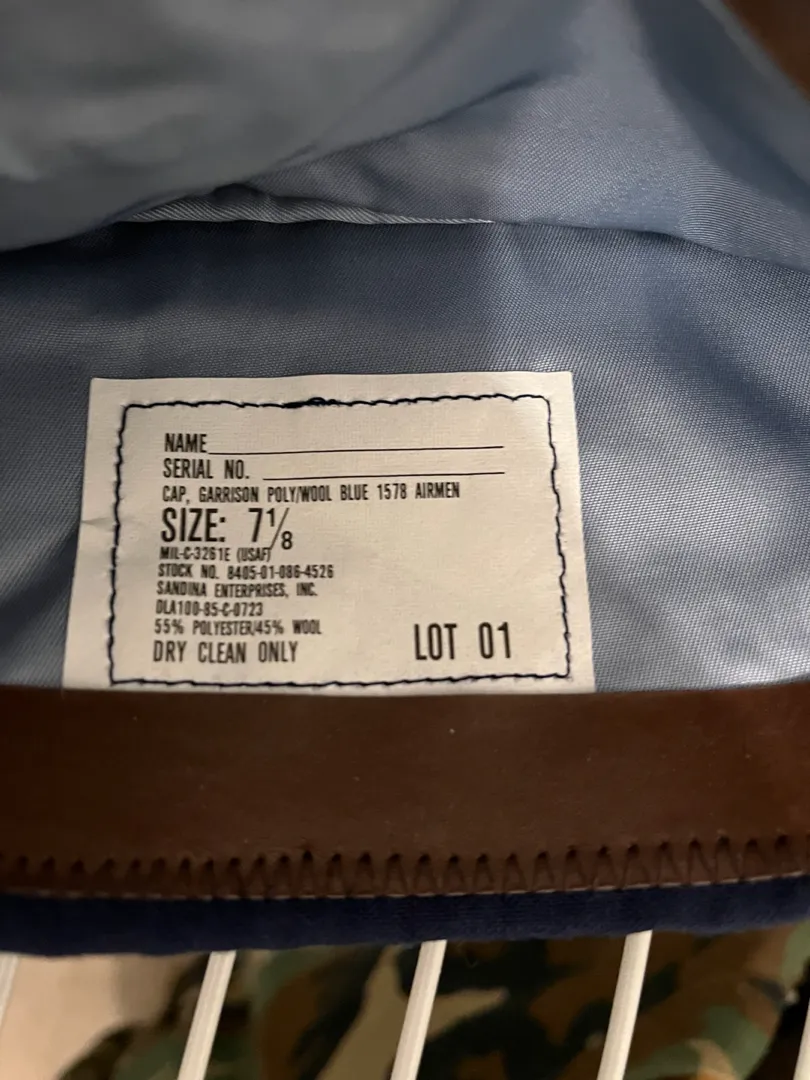 NAME
SERIAL NO.
CAP, GARRISON POLY/WOOL BLUE 1578 AIRMEN
SIZE: 7 1/8
MIL-C-3261E (USAF)
STOCK NO. 8405-01-086-4526
SANDINA ENTERPRISES, INC.
DLA100-85-C-0723
55% POLYESTER/45% WOOL
DRY CLEAN ONLY LOT 01